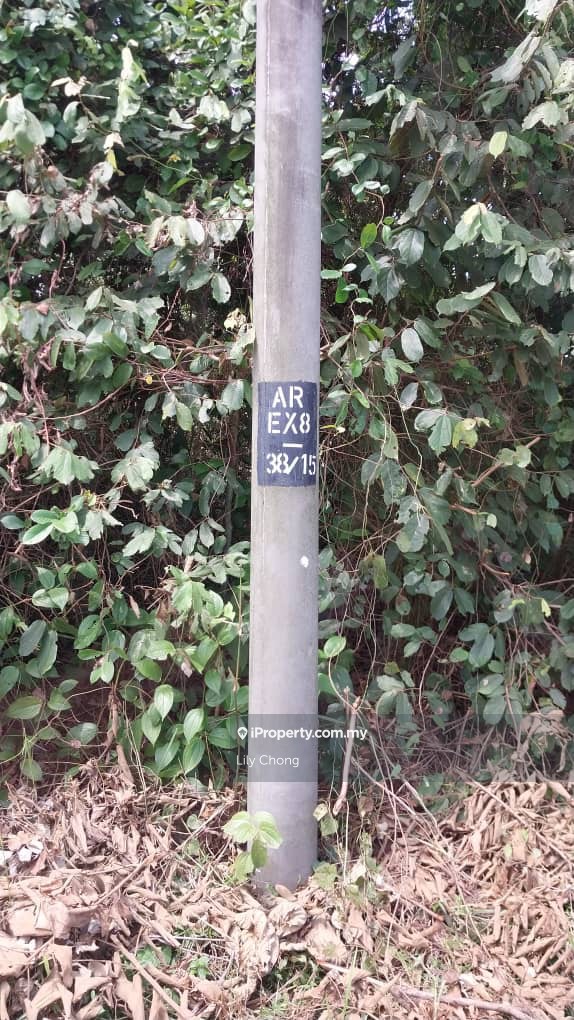 AR
EX8
—
38/15
iProperty.com.my
Lily Chong